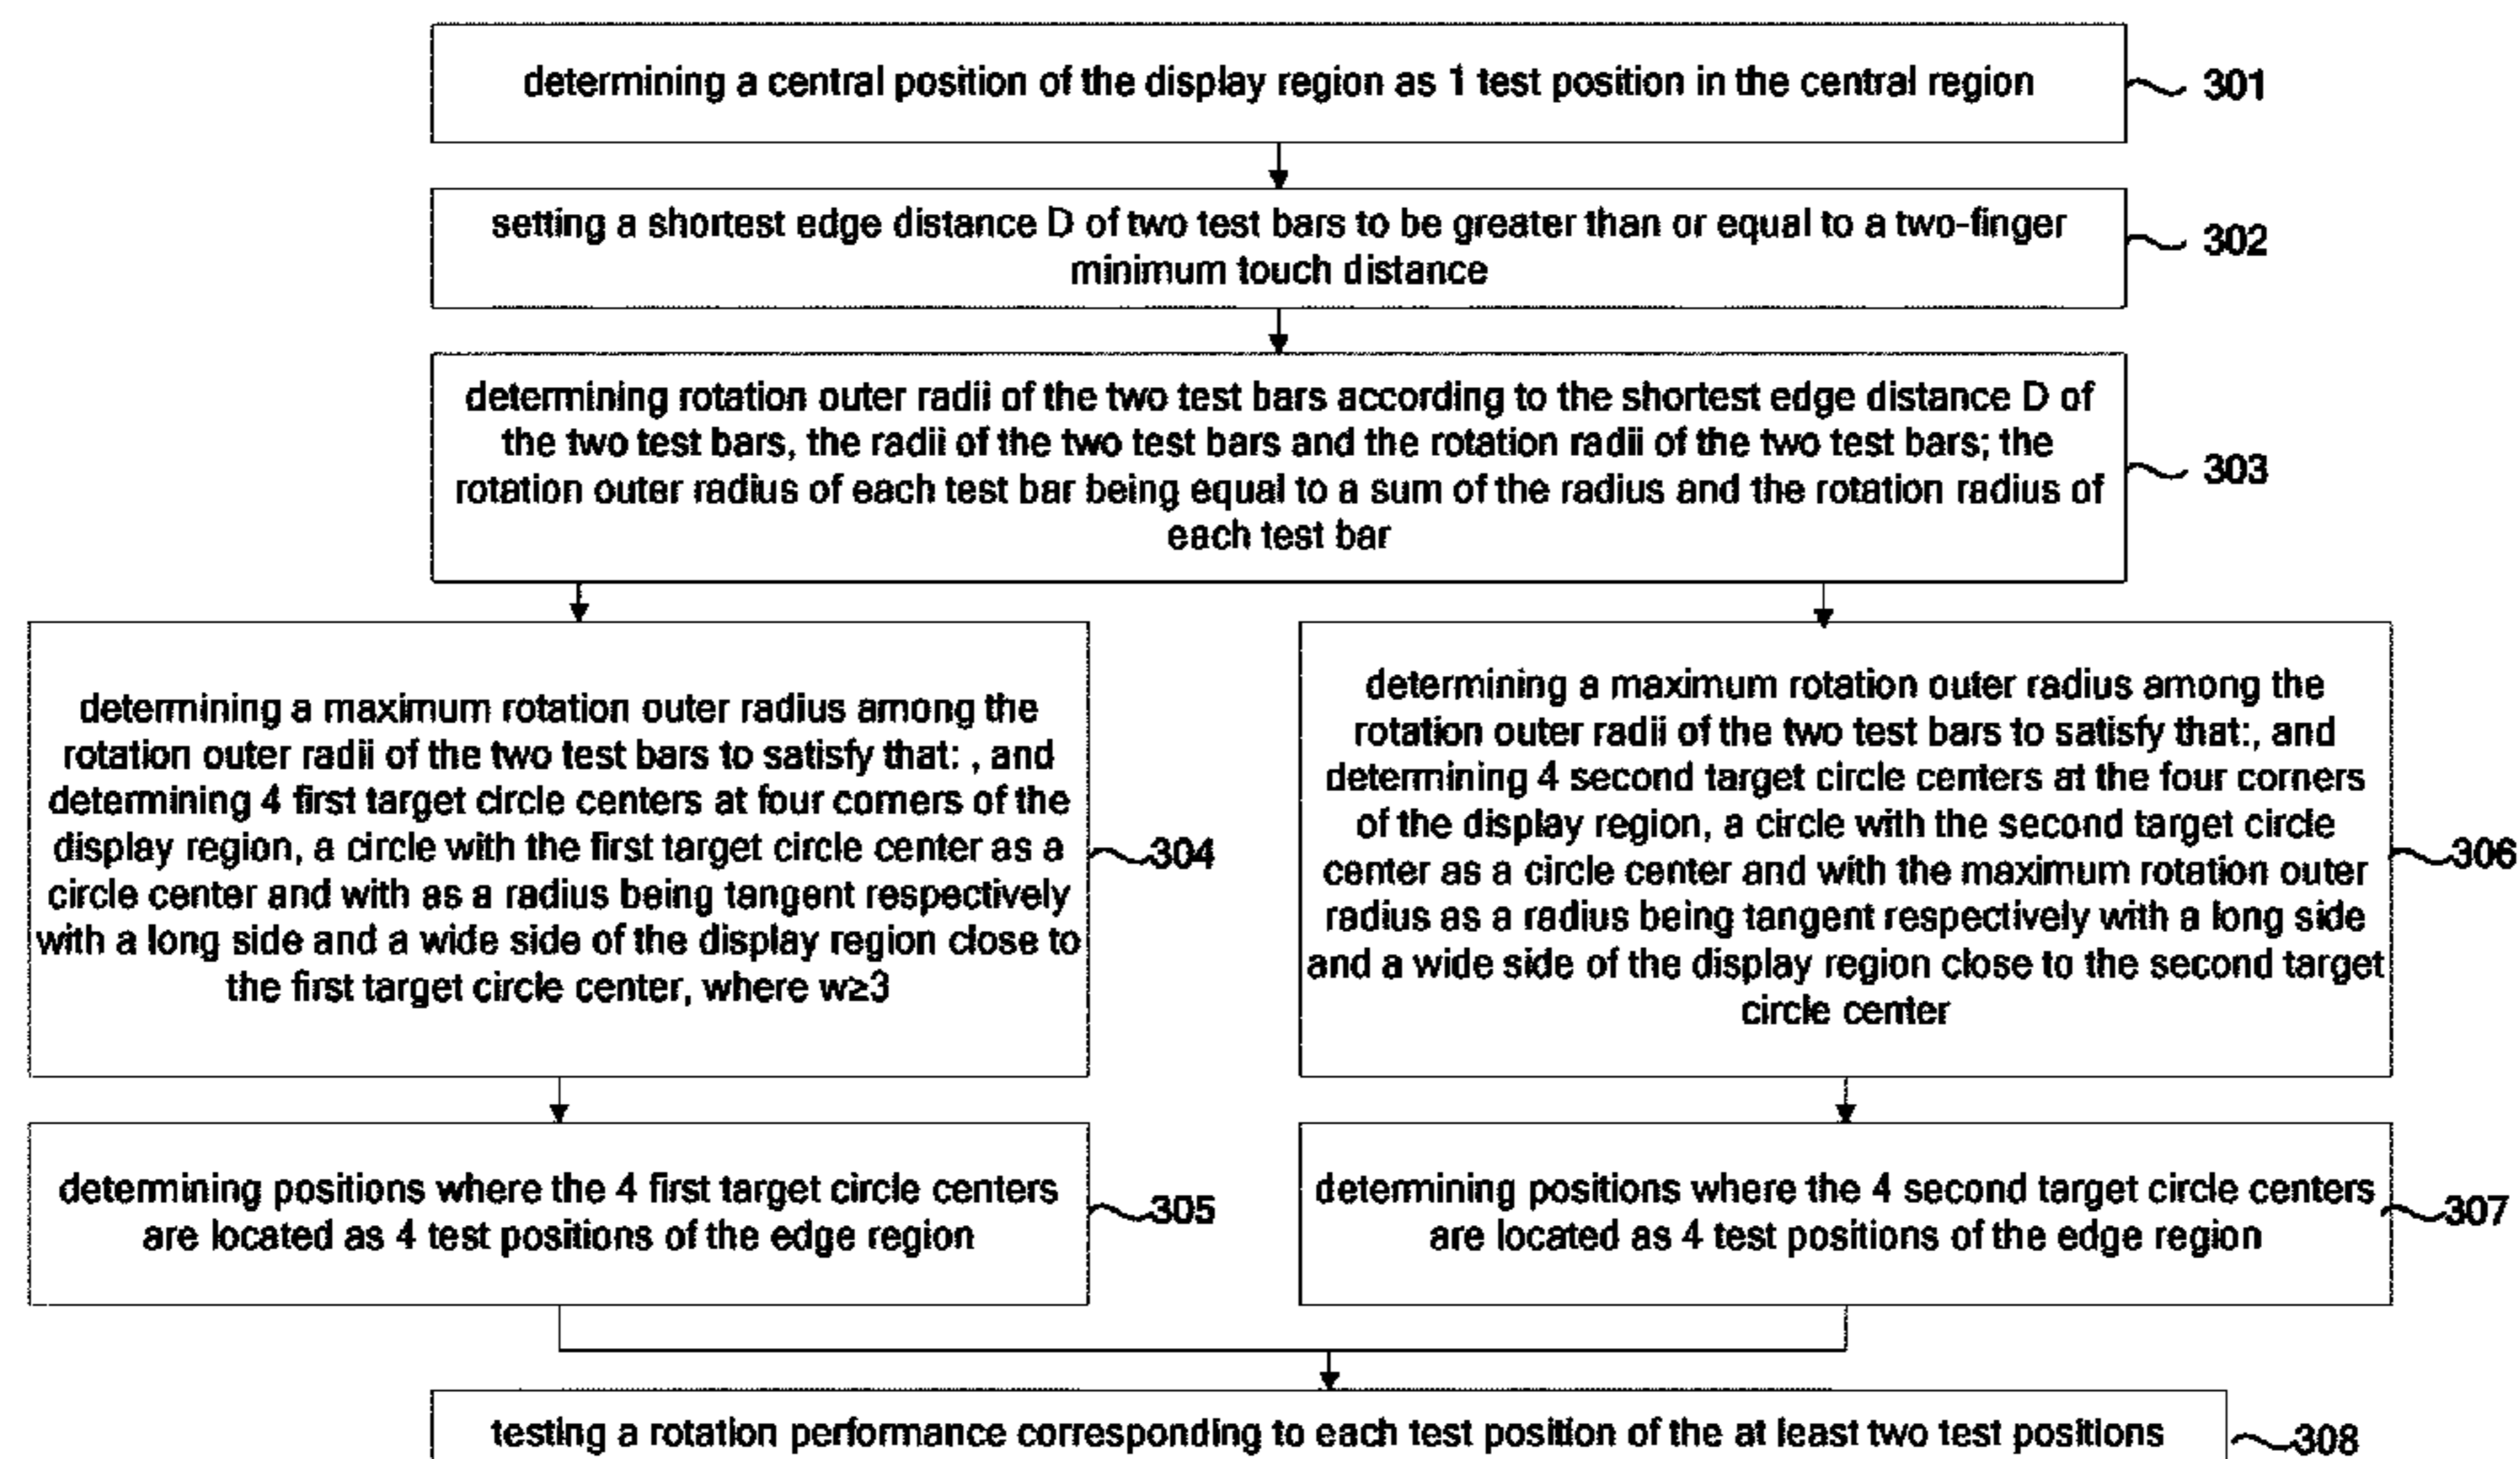 determining a central position of the display region as 1 test position in the central region
301
setting a shortest edge distance D of two test bars to be greater than or equal to a two-finger
minimum touch distance
302
determining rotation outer radii of the two test bars according to the shortest edge distance D of
the two test bars, the radii of the two test bars and the rotation radii of the two test bars; the
rotation outer radius of each test bar being equal to a sum of the radius and the rotation radius of
each test bar
303
determining a maximum rotation outer radius among the
rotation outer radii of the two test bars to satisfy that: , and
determining 4 first target circle centers at four corners of the
display region, a circle with the first target circle center as a
circle center and with as a radius being tangent respectively
with a long side and a wide side of the display region close to
the first target circle center, where w≥3
304
determining a maximum rotation outer radius among the
rotation outer radii of the two test bars to satisfy that:, and
determining 4 second target circle centers at the four corners
of the display region, a circle with the second target circle
center as a circle center and with the maximum rotation outer
radius as a radius being tangent respectively with a long side
and a wide side of the display region close to the second target
circle center
306
determining positions where the 4 first target circle centers
are located as 4 test positions of the edge region
305
determining positions where the 4 second target circle centers
are located as 4 test positions of the edge region
307
testing a rotation performance corresponding to each test position of the at least two test positions
308